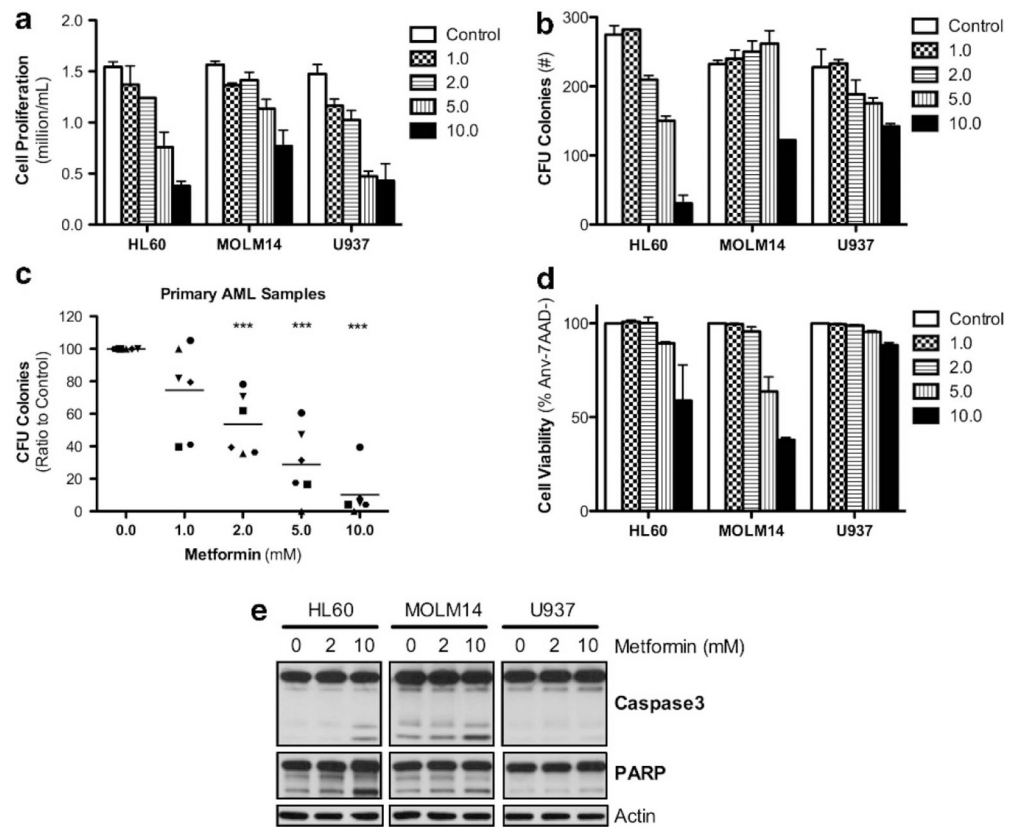 a
Cell Proliferation
(million/mL)
2.0
1.5
1.0
0.5
0.0
HL60 MOLM14 U937
Control
1.0
2.0
5.0
10.0
b
CFU Colonies (#)
300
200
100
0
HL60 MOLM14 U937
Control
1.0
2.0
5.0
10.0
c
Primary AML Samples
CFU Colonies
(Ratio to Control)
120
100
80
60
40
20
0
*** *** ***
0.0 1.0 2.0 5.0 10.0
Metformin (mM)
d
Cell Viability (% Anv-7AAD-)
100
50
0
HL60 MOLM14 U937
Control
1.0
2.0
5.0
10.0
e
HL60 MOLM14 U937
0 2 10 0 2 10 0 2 10 Metformin (mM)
Caspase3
PARP
Actin